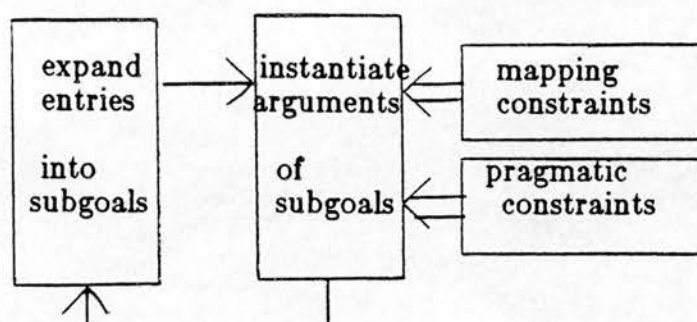 expand
entries
into
subgoals
instantiate
arguments
of
subgoals
mapping
constraints
pragmatic
constraints